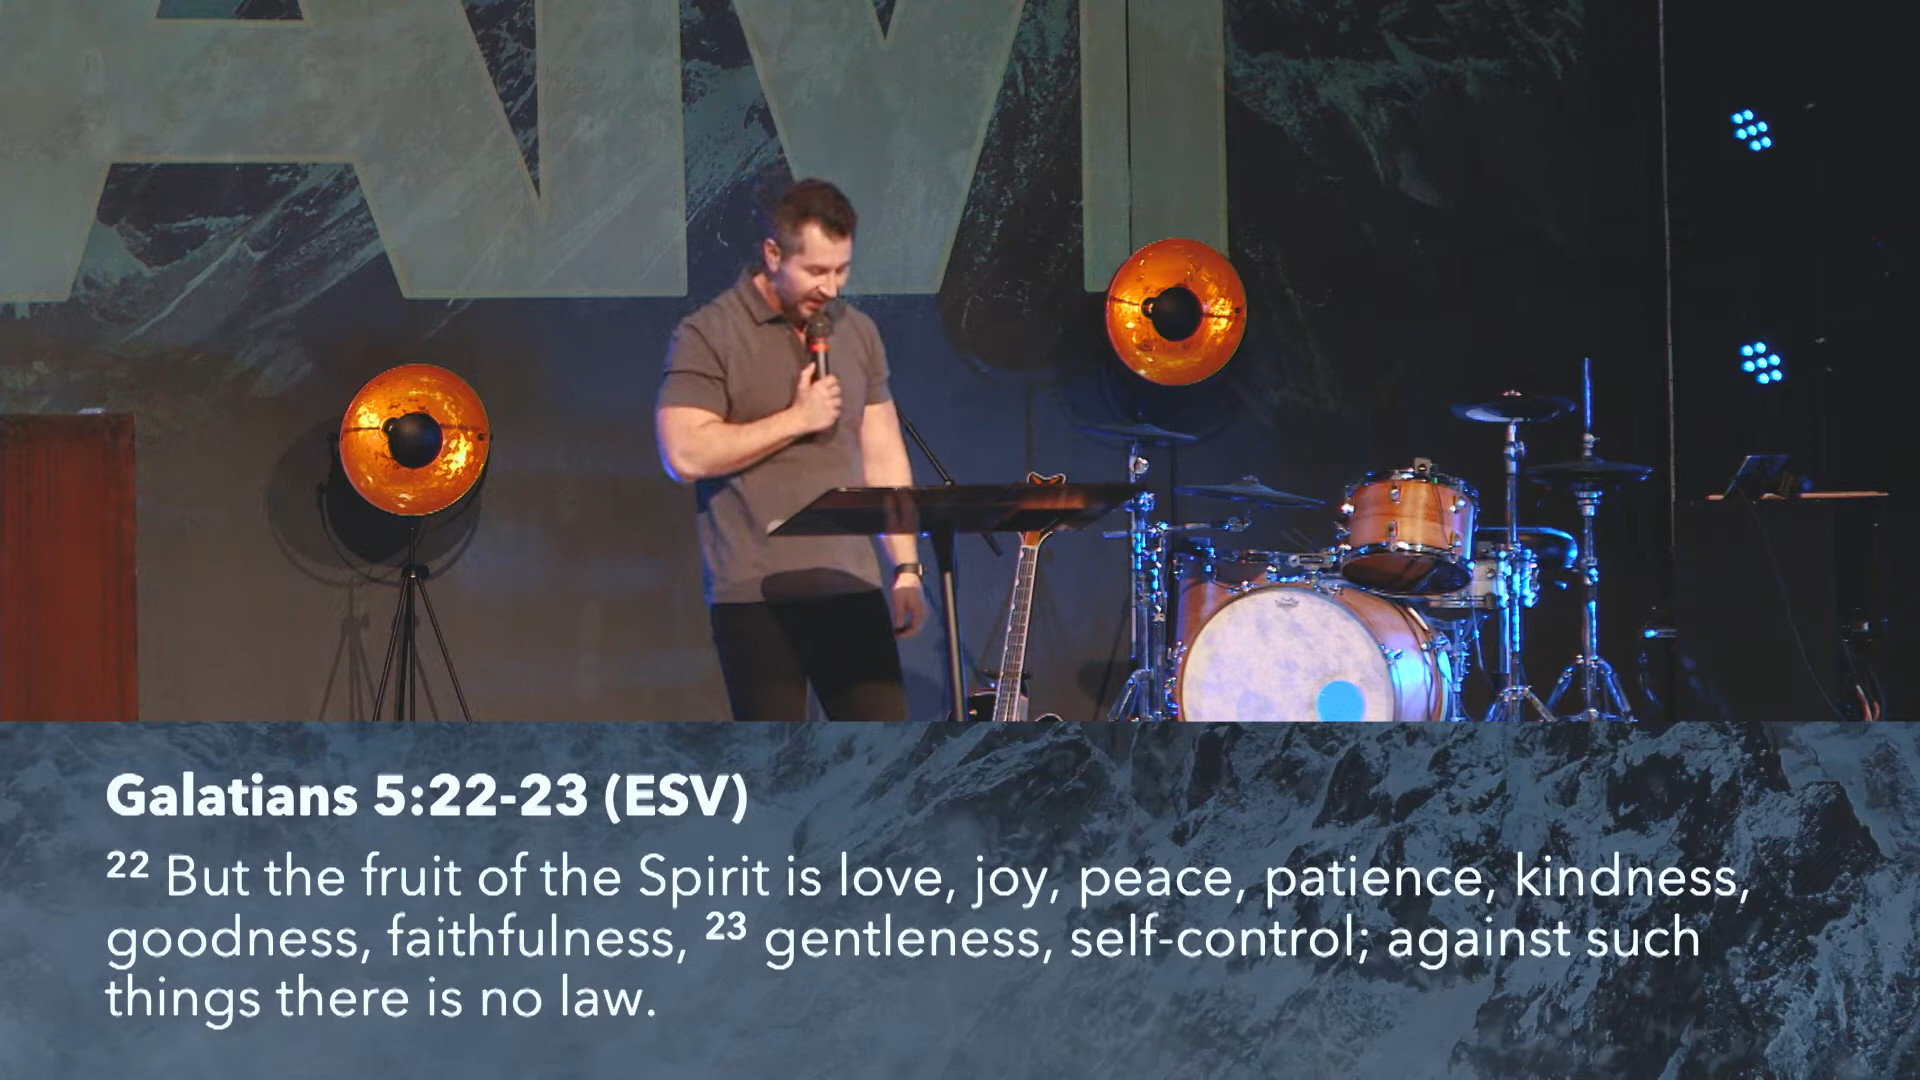 AIM
Galatians 5:22-23 (ESV)
22 But the fruit of the Spirit is love, joy, peace, patience, kindness,
goodness, faithfulness, 23 gentleness, self-control; against such
things there is no law.